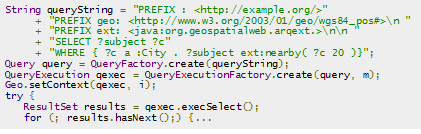 String queryString = "PREFIX : <http://example.org/>"
+ "PREFIX geo: <http://www.w3.org/2003/01/geo/wgs84_pos#>\n "
+ "PREFIX ext: <java:org.geospatialweb.arqext.>\n\n "
+ "SELECT ?subject ?c"
+ "WHERE { ?c a :City . ?subject ext:nearby( ?c 20 )}";
Query query = QueryFactory.create(queryString);
QueryExecution qexec = QueryExecutionFactory.create(query, m);
Geo.setContext(qexec, i);
try {
ResultSet results = qexec.execSelect();
for (; results.hasNext();) {...